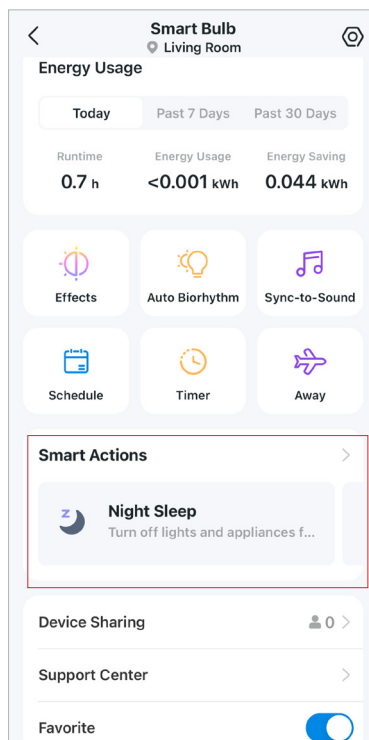 Smart Bulb
Living Room
Energy Usage
Today Past 7 Days Past 30 Days
Runtime Energy Usage Energy Saving
0.7 h <0.001 kWh 0.044 kWh
Effects Auto Biorhythm Sync-to-Sound
Schedule Timer Away
Smart Actions
z
Night Sleep
Turn off lights and appliances f...
Device Sharing 0
Support Center
Favorite